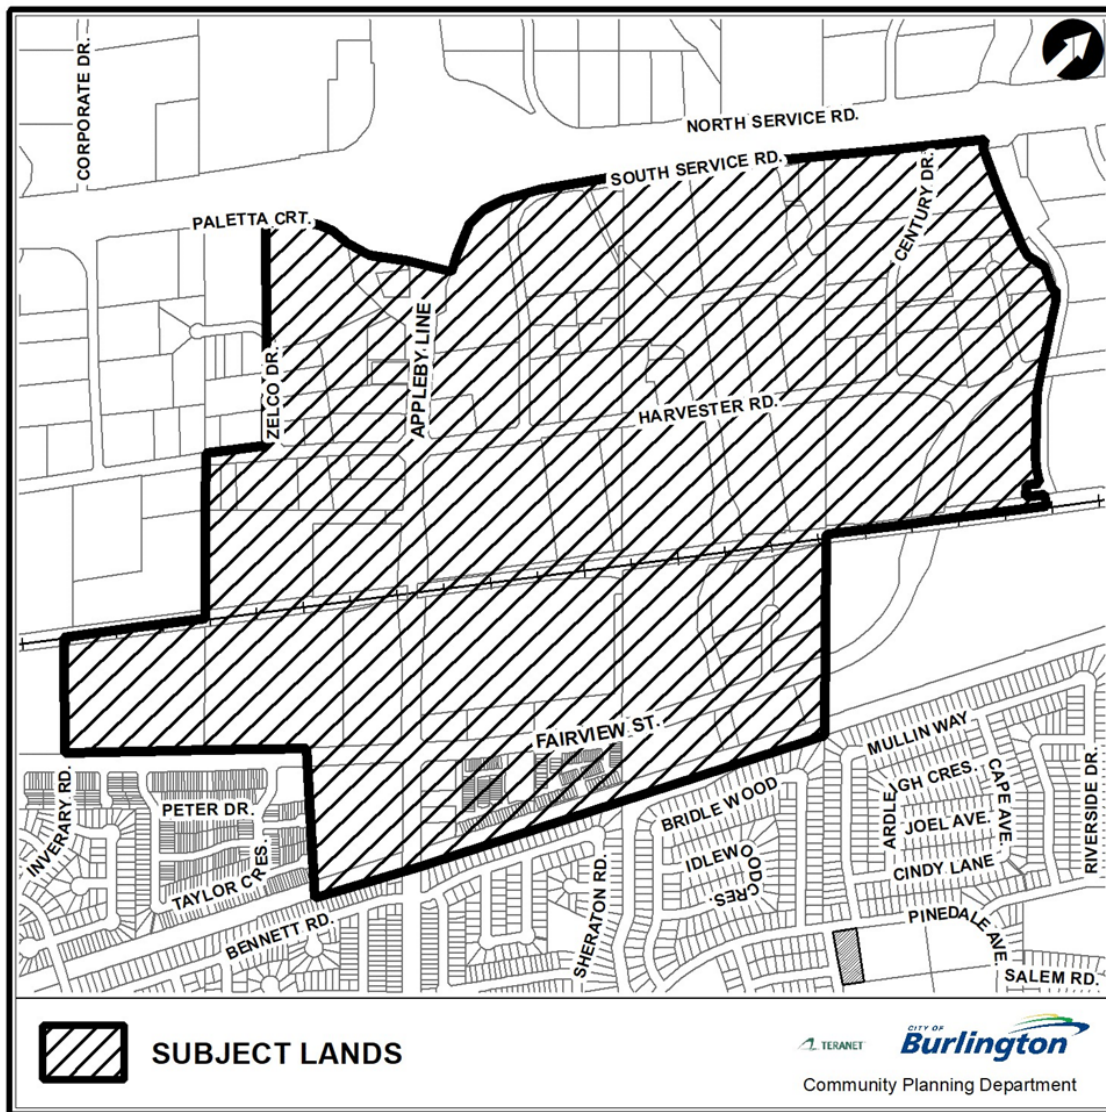 CORPORATE DR.
NORTH SERVICE RD.
SOUTH SERVICE RD.
CENTURY DR.
PALETTA CRT.
APPLEBY LINE
ZELCO DR.
HARVESTER RD.
FAIRVIEW ST.
MULLIN WAY
INVERARY RD.
PETER DR.
TAYLOR CRES.
BENNETT RD.
SHERATON RD.
BRIDLE WOOD
IDLEWOODCRES.
ARDLEIGH CRES.
CAPE AVE.
RIVERSIDE DR.
JOEL AVE.
CINDY LANE
PINEDALE AVE.
SALEM RD.
SUBJECT LANDS
TERANET
CITY OF
Burlington
Community Planning Department